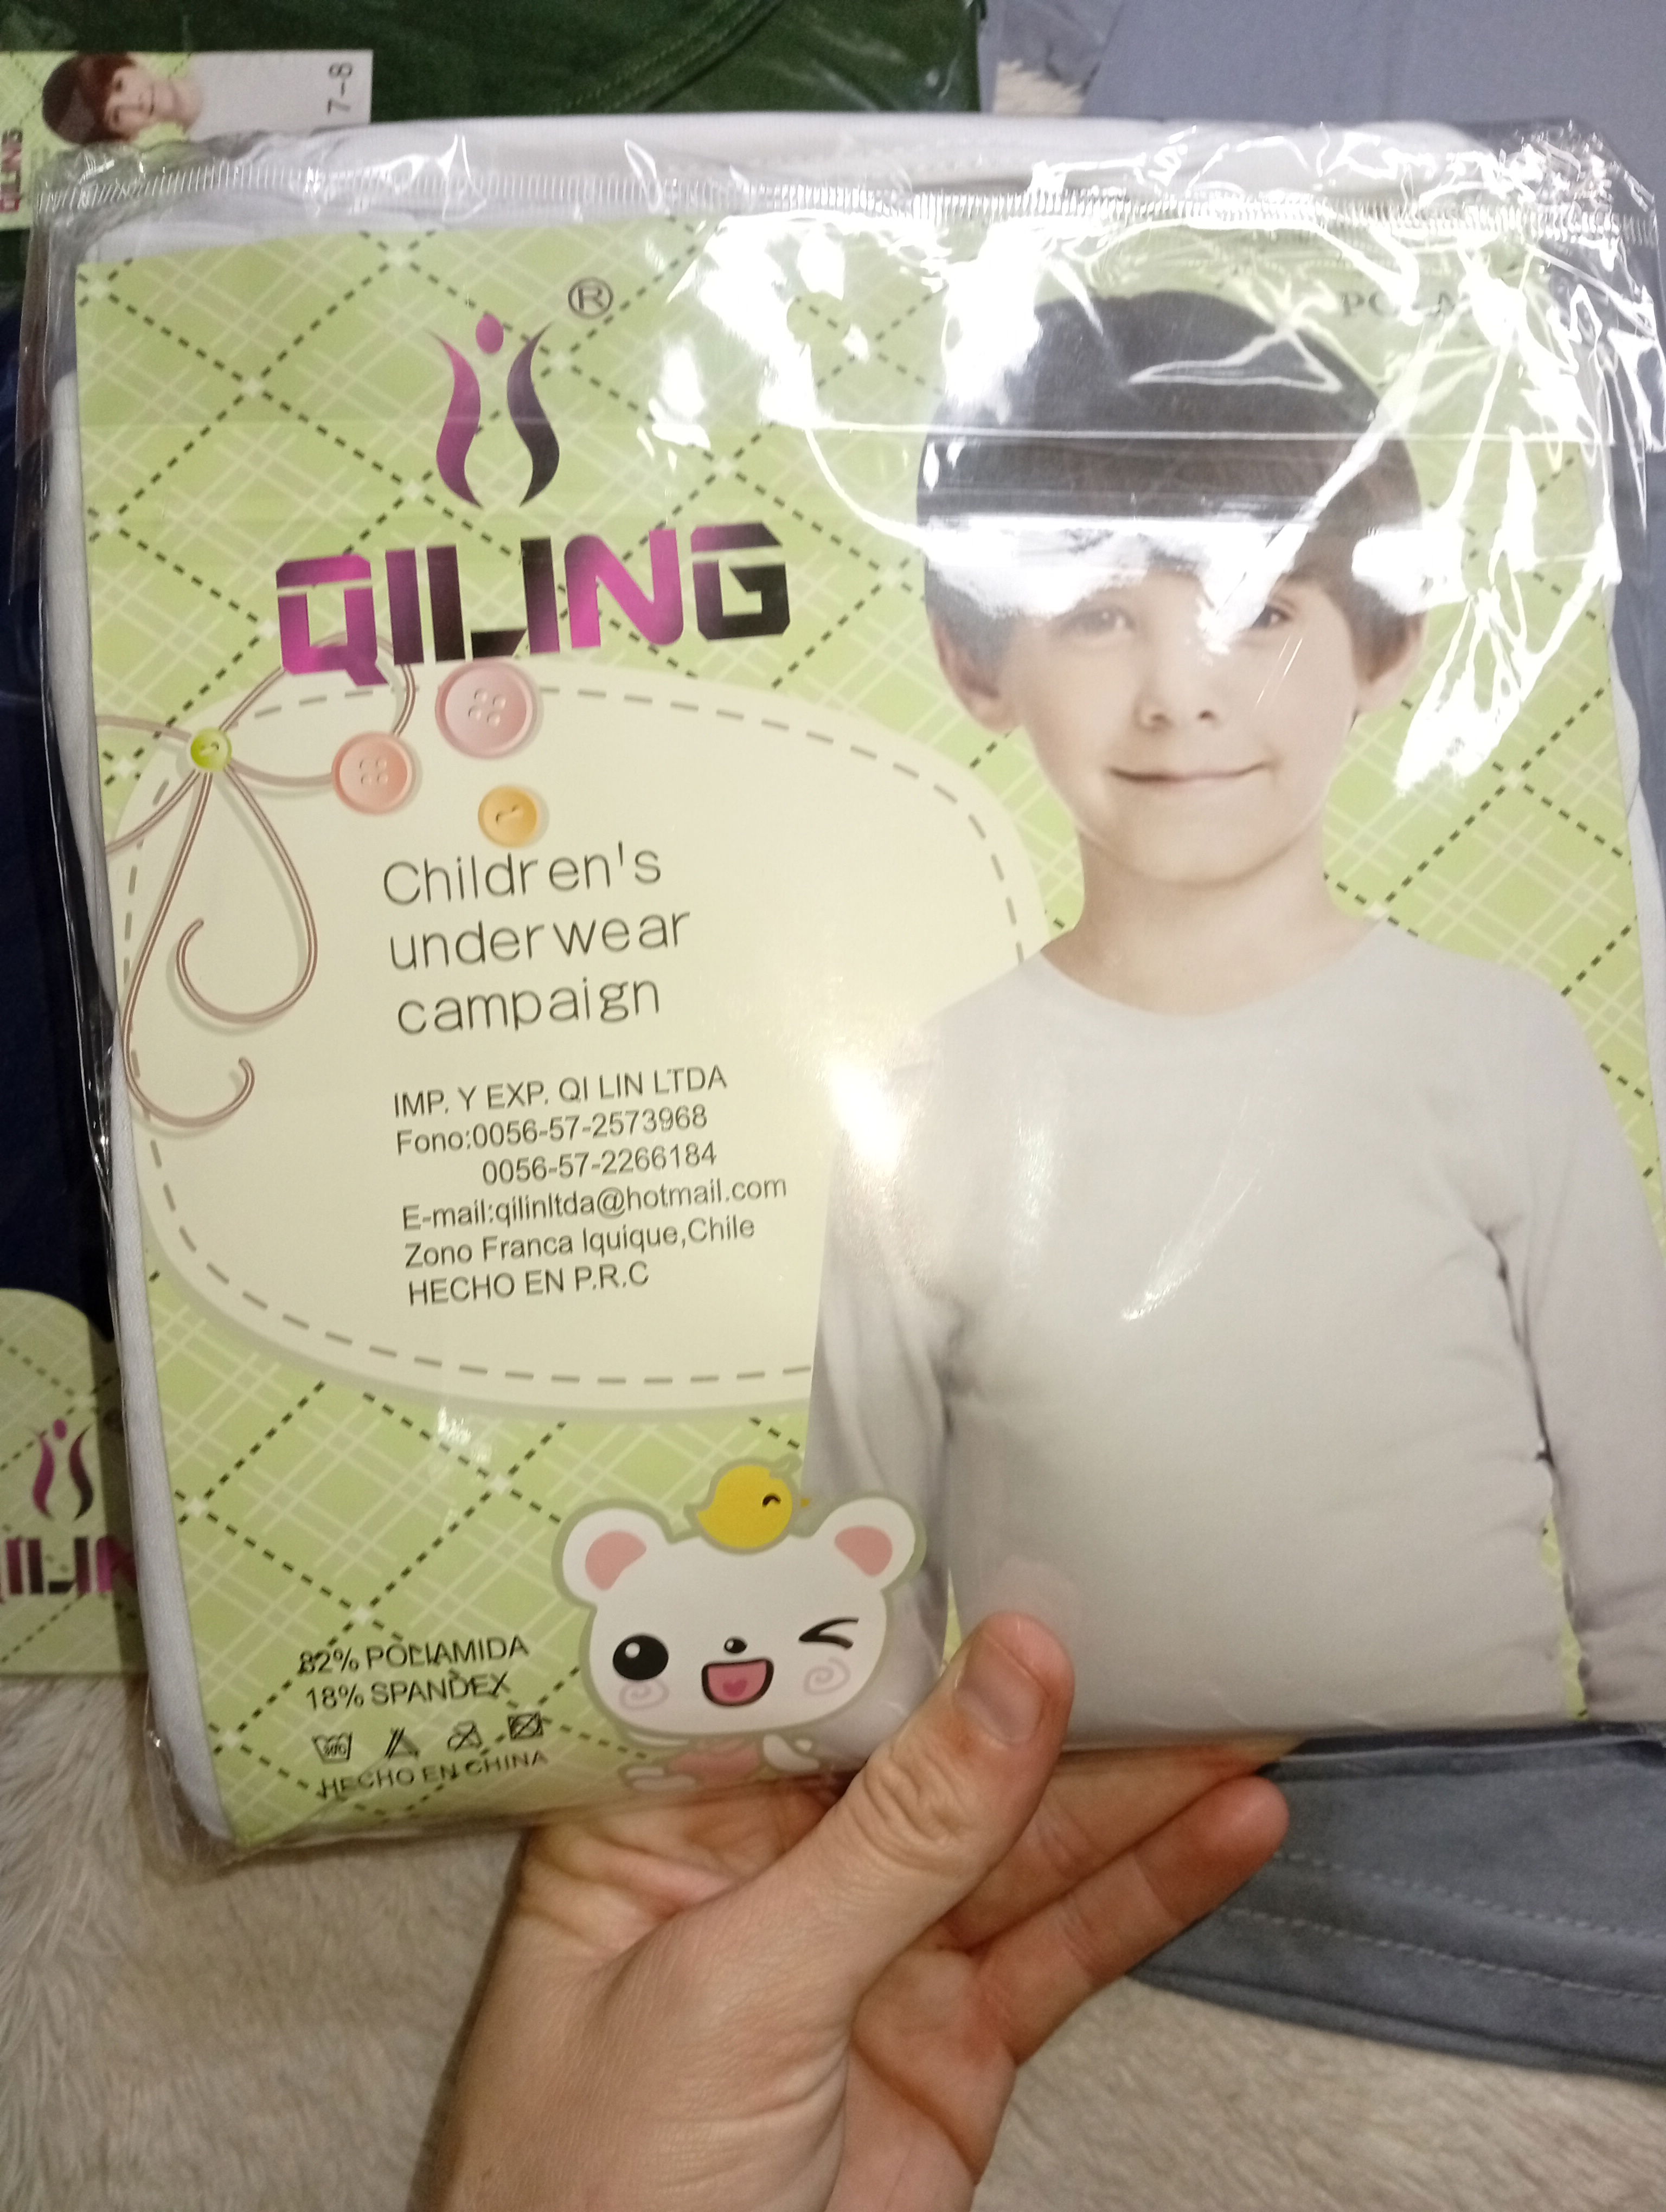 7-8
®
QILING
Children's
underwear
campaign
IMP. Y EXP. QI LIN LTDA
Fono:0056-57-2573968
0056-57-2266184
E-mail:qilinltda@hotmail.com
Zono Franca Iquique,Chile
HECHO EN P.R.C
82% POLIAMIDA
18% SPANDEX
HECHO EN CHINA